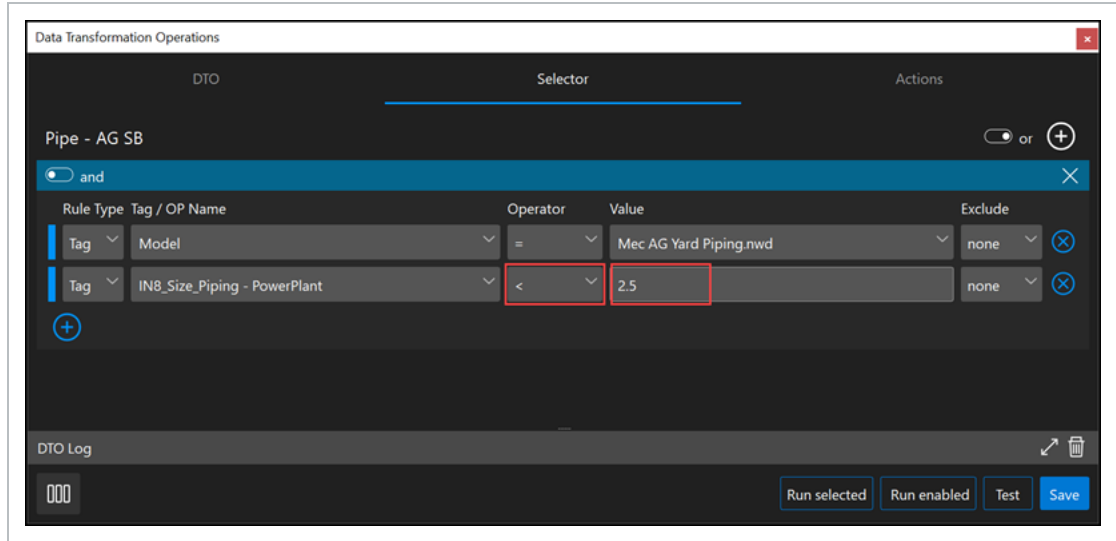 Data Transformation Operations
DTO Selector Actions
Pipe - AG SB or
and
Rule Type Tag / OP Name Operator Value Exclude
Tag Model = Mec AG Yard Piping.nwd none
Tag IN8_Size_Piping - PowerPlant < 2.5 none
DTO Log
Run selected Run enabled Test Save